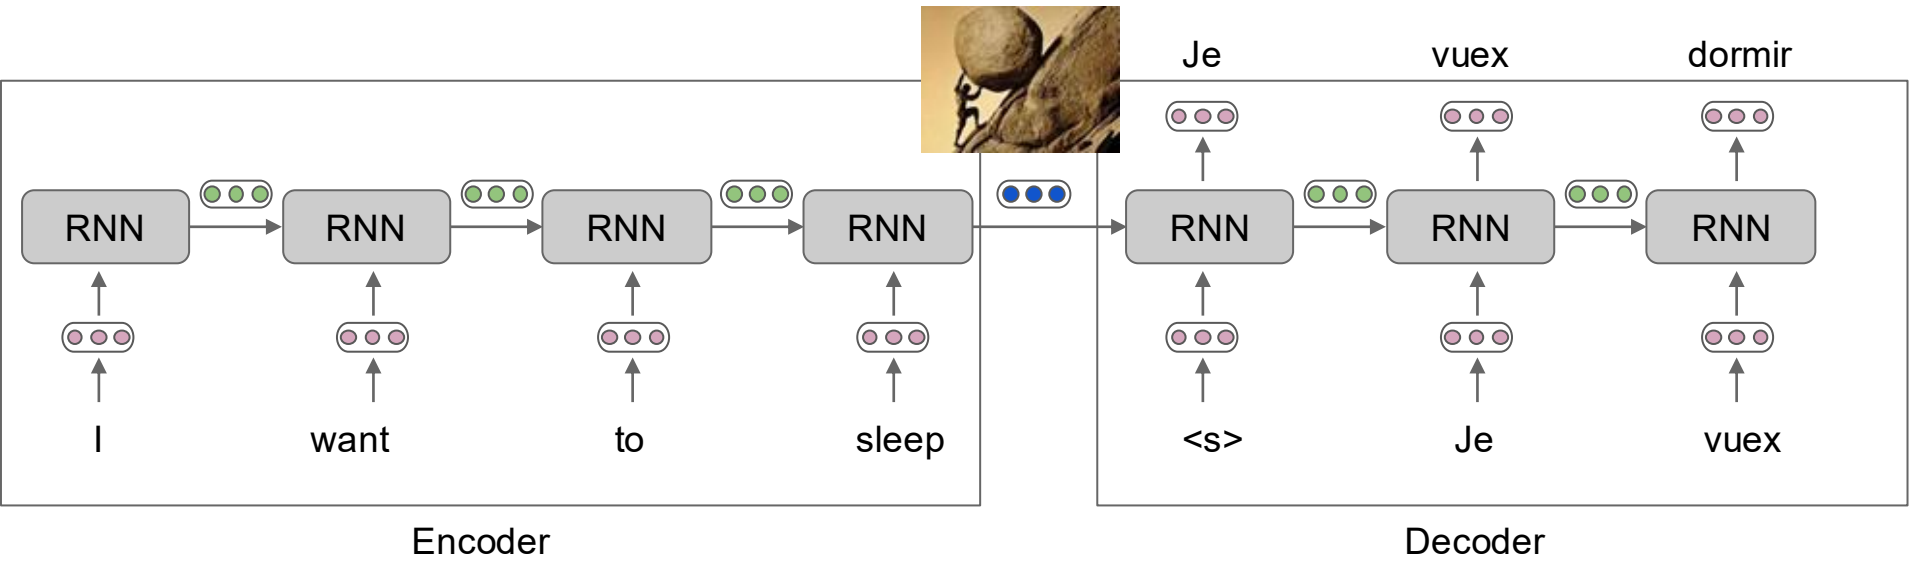 Je vuex dormir
RNN RNN RNN RNN RNN RNN RNN
I want to sleep <s> Je vuex
Encoder Decoder